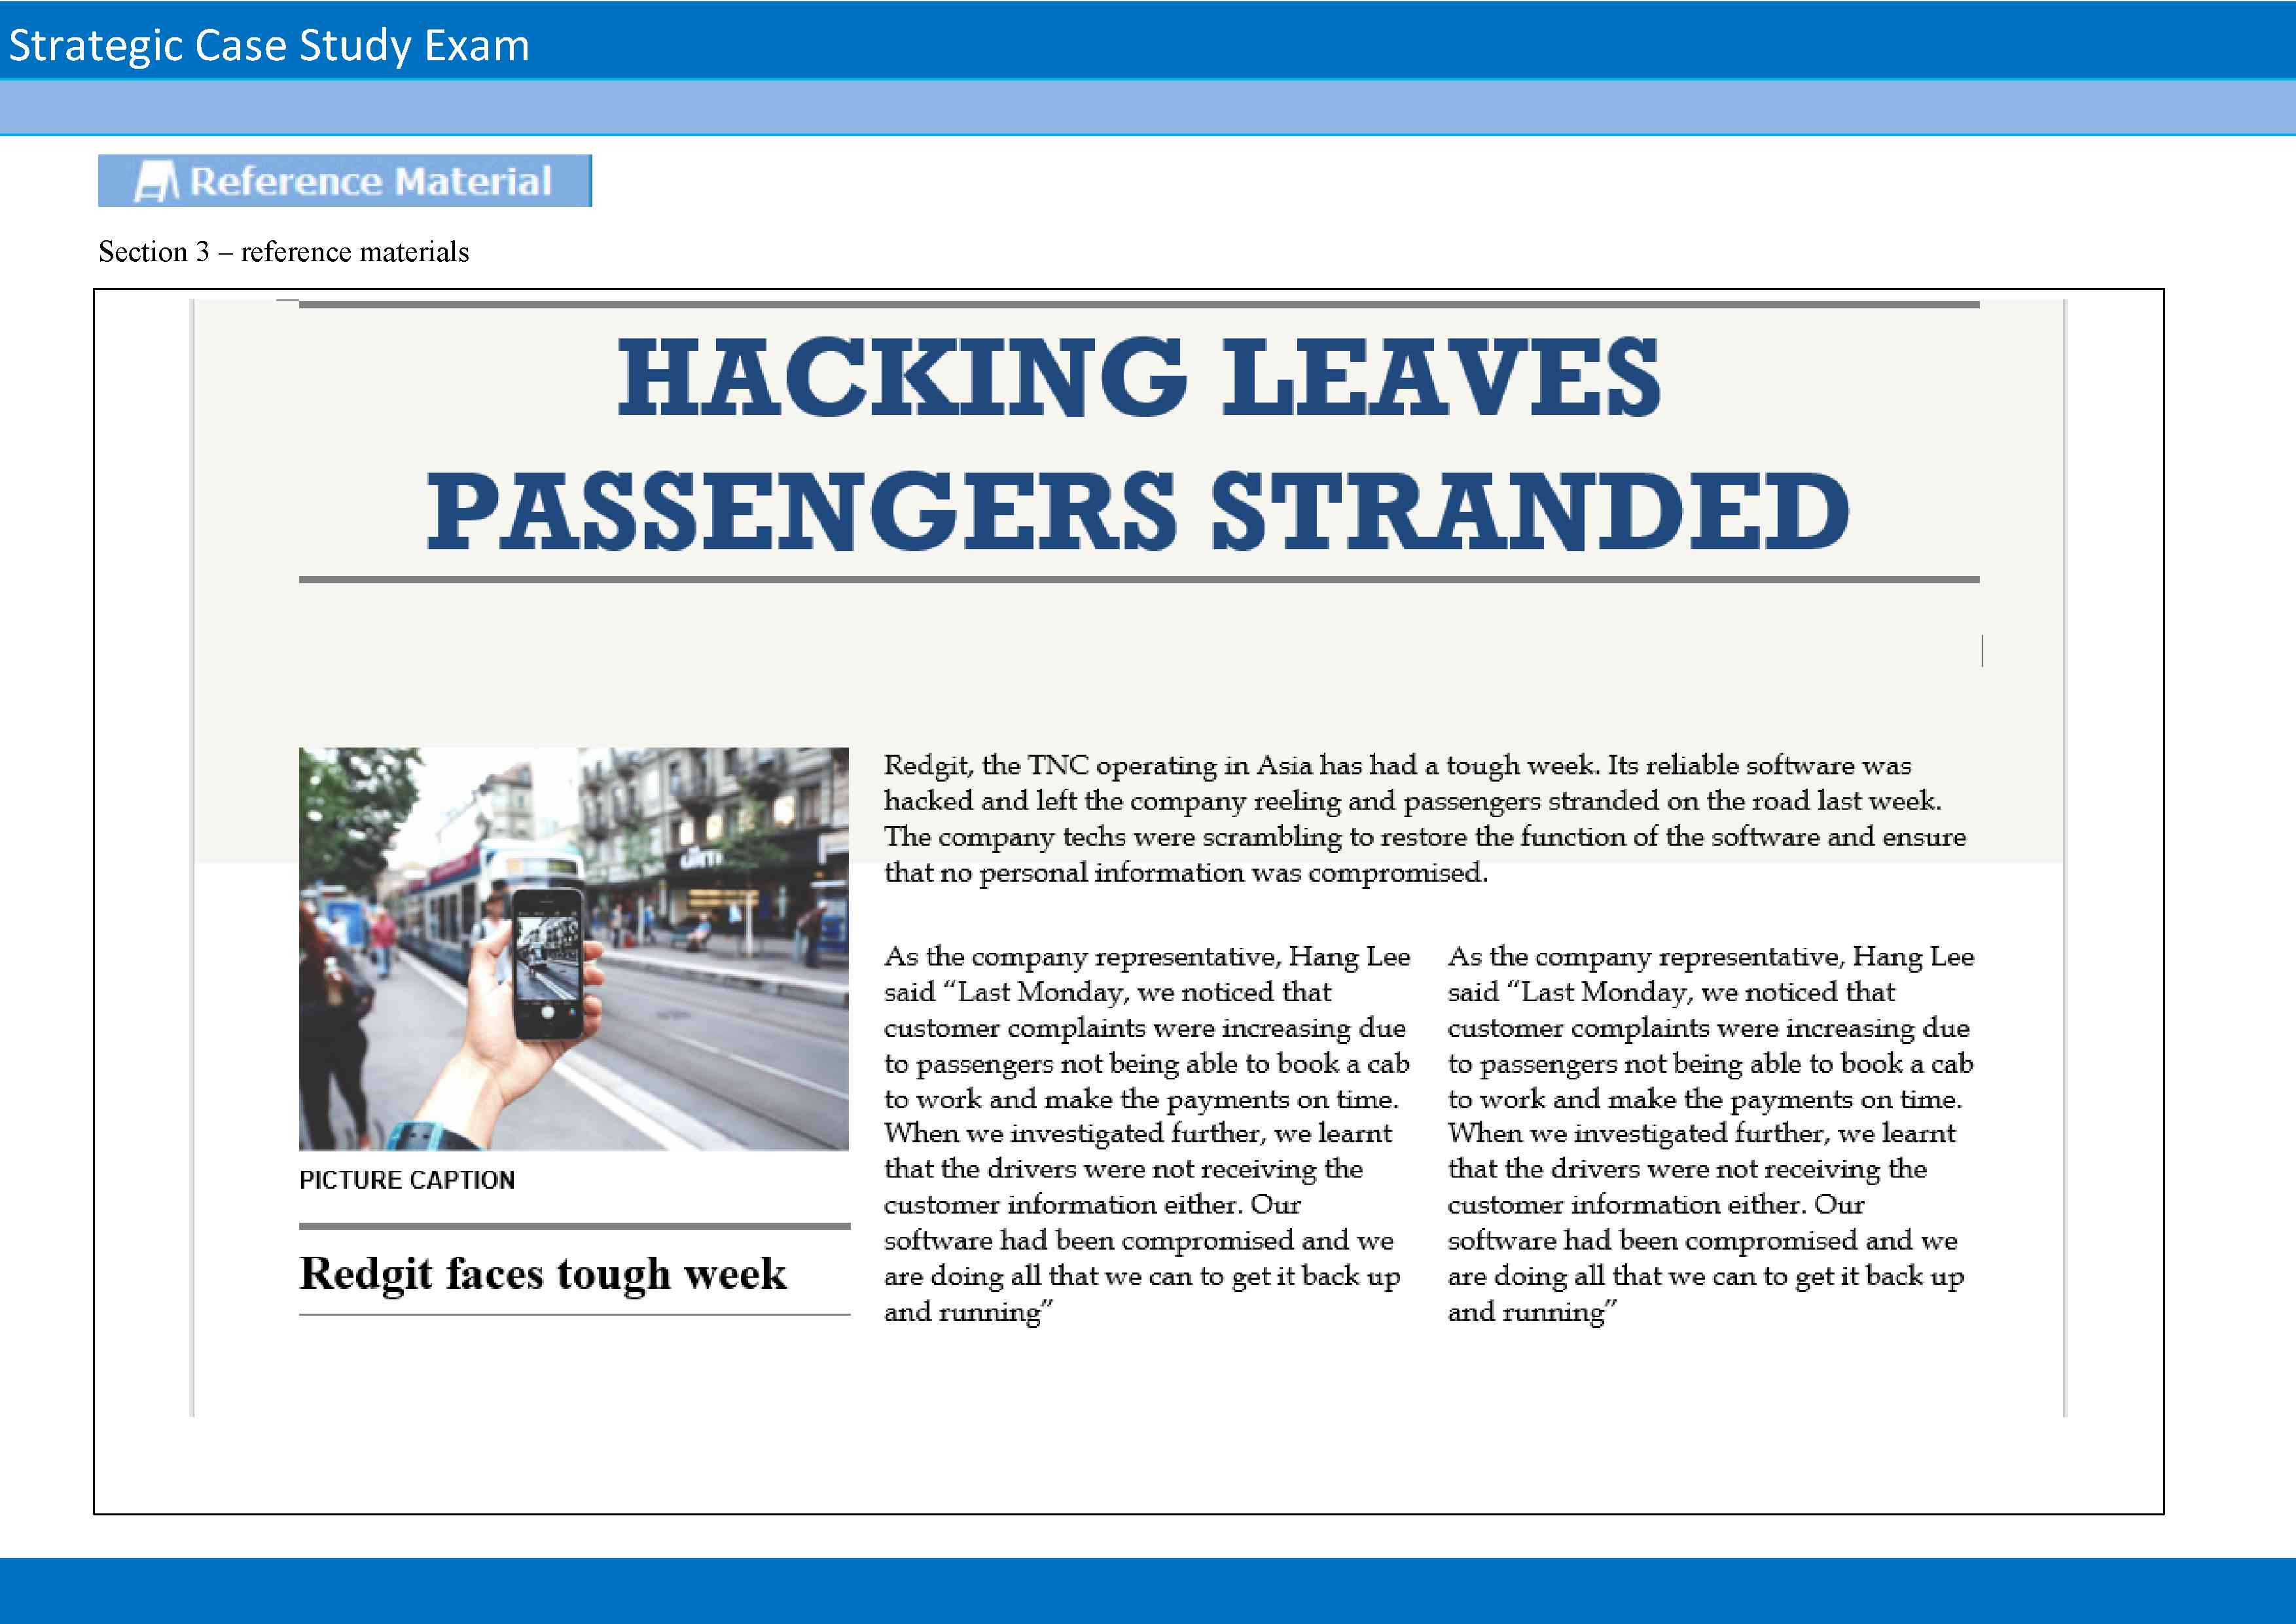 Strategic Case Study Exam
Reference Material
Section 3 – reference materials
HACKING LEAVES
PASSENGERS STRANDED
Redgit, the TNC operating in Asia has had a tough week. Its reliable software was
hacked and left the company reeling and passengers stranded on the road last week.
The company techs were scrambling to restore the function of the software and ensure
that no personal information was compromised.
PICTURE CAPTION
Redgit faces tough week
As the company representative, Hang Lee
said “Last Monday, we noticed that
customer complaints were increasing due
to passengers not being able to book a cab
to work and make the payments on time.
When we investigated further, we learnt
that the drivers were not receiving the
customer information either. Our
software had been compromised and we
are doing all that we can to get it back up
and running”
As the company representative, Hang Lee
said “Last Monday, we noticed that
customer complaints were increasing due
to passengers not being able to book a cab
to work and make the payments on time.
When we investigated further, we learnt
that the drivers were not receiving the
customer information either. Our
software had been compromised and we
are doing all that we can to get it back up
and running”